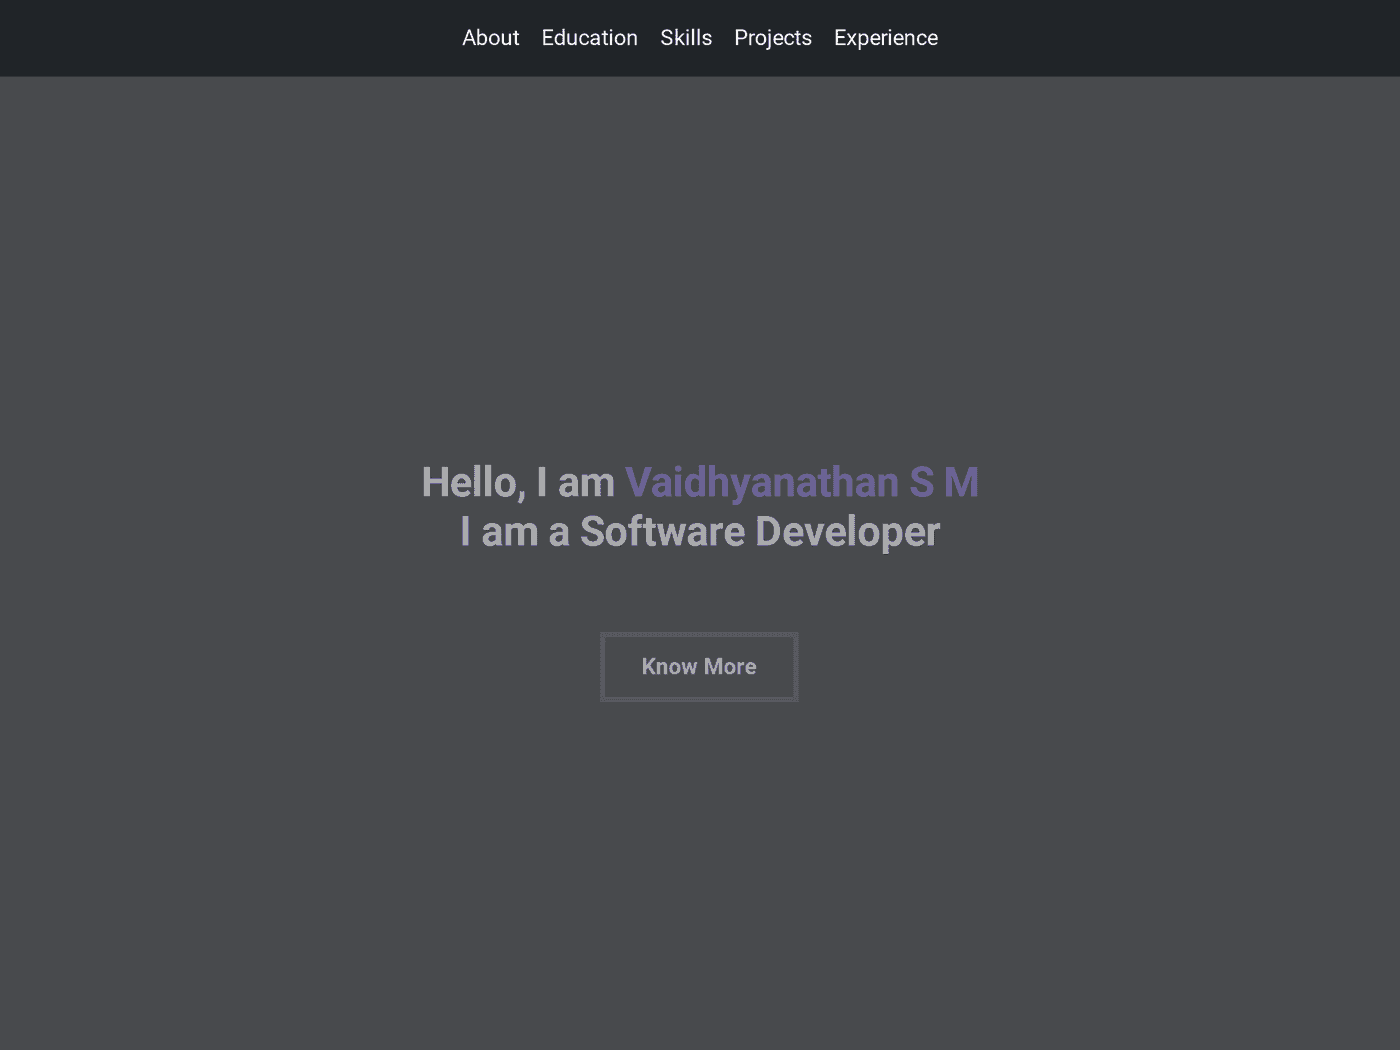 About Education Skills Projects Experience
Hello, I am Vaidhyanathan S M
I am a Software Developer
Know More